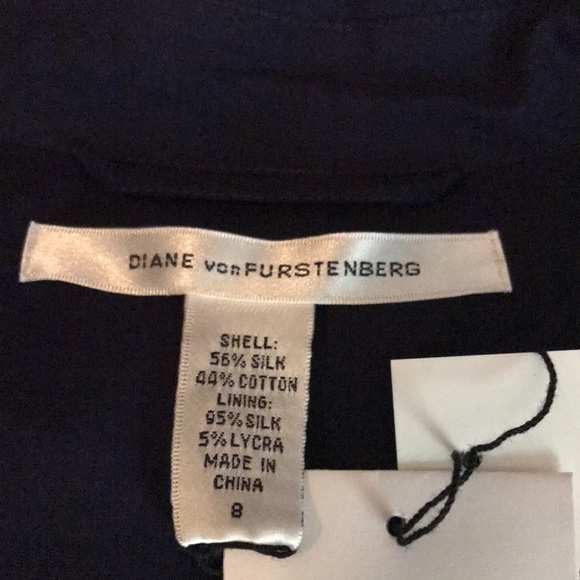 DIANE von FURSTENBERG
SHELL:
56% SILK
44% COTTON
LINING:
95% SILK
5% LYCRA
MADE IN
CHINA
8